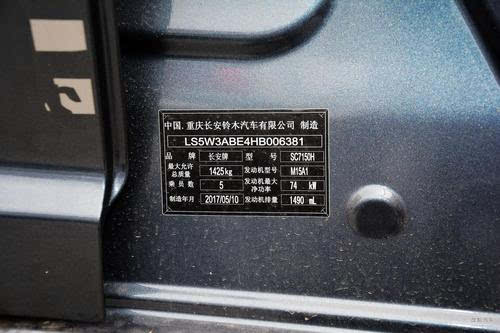 中国.重庆长安铃木汽车有限公司 制造
LS5W3ABE4HB006381
品 牌 长安牌 型 号 SC7150H
最大允许总质量 1425kg 发动机型号 M15A1
乘员数 5 发动机最大净功率 74 kW
制造年月 2017/05/10 发动机排量 1490 mL